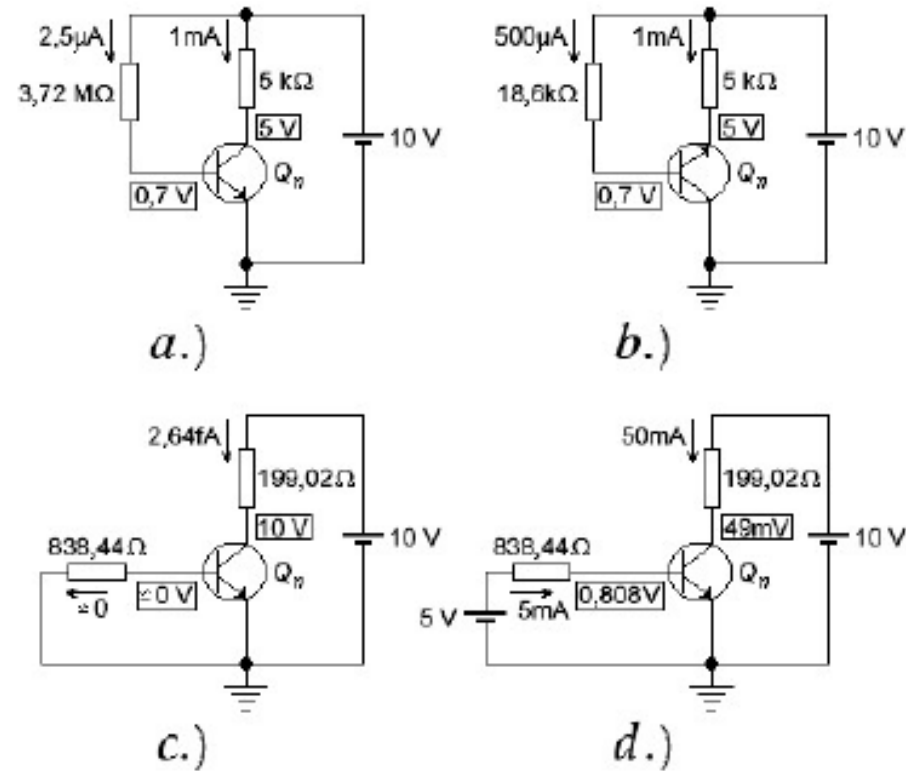 2,5µA
1mA
3,72 MΩ
5 kΩ
5 V
10 V
Qn
0,7 V
a.)
500µA
1mA
18,6kΩ
5 kΩ
5 V
10 V
Qn
0,7 V
b.)
2,64fA
199,02Ω
10 V
10 V
838,44Ω
Qn
≈0
≈0 V
c.)
50mA
199,02Ω
49mV
10 V
838,44Ω
Qn
5 V
5mA
0,808V
d.)